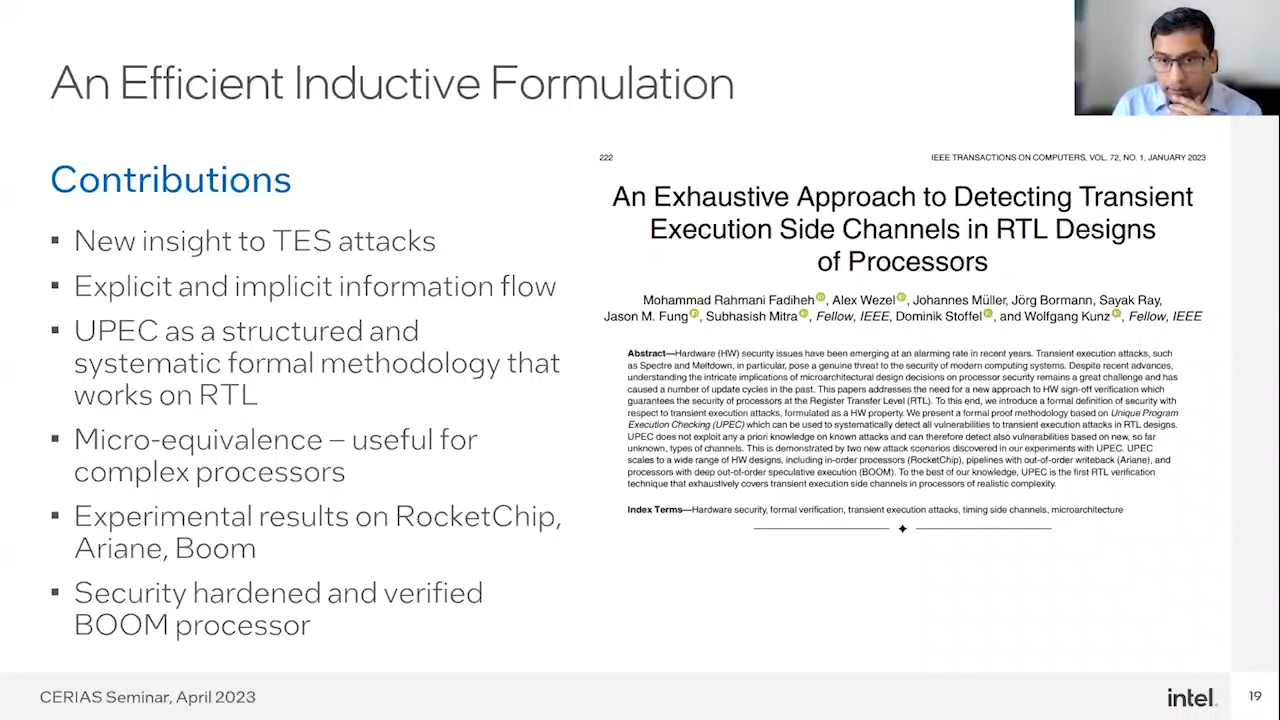 An Efficient Inductive Formulation
Contributions
▪ New insight to TES attacks
▪ Explicit and implicit information flow
▪ UPEC as a structured and
systematic formal methodology that
works on RTL
▪ Micro-equivalence – useful for
complex processors
▪ Experimental results on RocketChip,
Ariane, Boom
▪ Security hardened and verified
BOOM processor
222
IEEE TRANSACTIONS ON COMPUTERS, VOL. 72, NO. 1, JANUARY 2023
An Exhaustive Approach to Detecting Transient
Execution Side Channels in RTL Designs
of Processors
Mohammad Rahmani Fadiheh, Alex Wezel, Johannes Müller, Jörg Bormann, Sayak Ray,
Jason M. Fung, Subhasish Mitra, Fellow, IEEE, Dominik Stoffel, and Wolfgang Kunz, Fellow, IEEE
Abstract—Hardware (HW) security issues have been emerging at an alarming rate in recent years. Transient execution attacks, such
as Spectre and Meltdown, in particular, pose a genuine threat to the security of modern computing systems. Despite recent advances,
understanding the intricate implications of microarchitectural design decisions on processor security remains a great challenge and has
caused a number of update cycles in the past. This papers addresses the need for a new approach to HW sign-off verification which
guarantees the security of processors at the Register Transfer Level (RTL). To this end, we introduce a formal definition of security with
respect to transient execution attacks, formulated as a HW property. We present a formal proof methodology based on Unique Program
Execution Checking (UPEC) which can be used to systematically detect all vulnerabilities to transient execution attacks in RTL designs.
UPEC does not exploit any a priori knowledge on known attacks and can therefore detect also vulnerabilities based on new, so far
unknown, types of channels. This is demonstrated by two new attack scenarios discovered in our experiments with UPEC. UPEC
scales to a wide range of HW designs, including in-order processors (RocketChip), pipelines with out-of-order writeback (Ariane), and
processors with deep out-of-order speculative execution (BOOM). To the best of our knowledge, UPEC is the first RTL verification
technique that exhaustively covers transient execution side channels in processors of realistic complexity.
Index Terms—Hardware security, formal verification, transient execution attacks, timing side channels, microarchitecture
CERIAS Seminar, April 2023
intel.
19